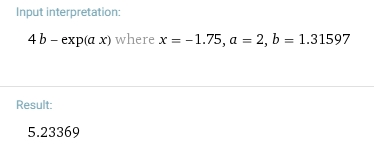 Input interpretation:
4 b – exp(a x) where x = –1.75, a = 2, b = 1.31597
Result:
5.23369